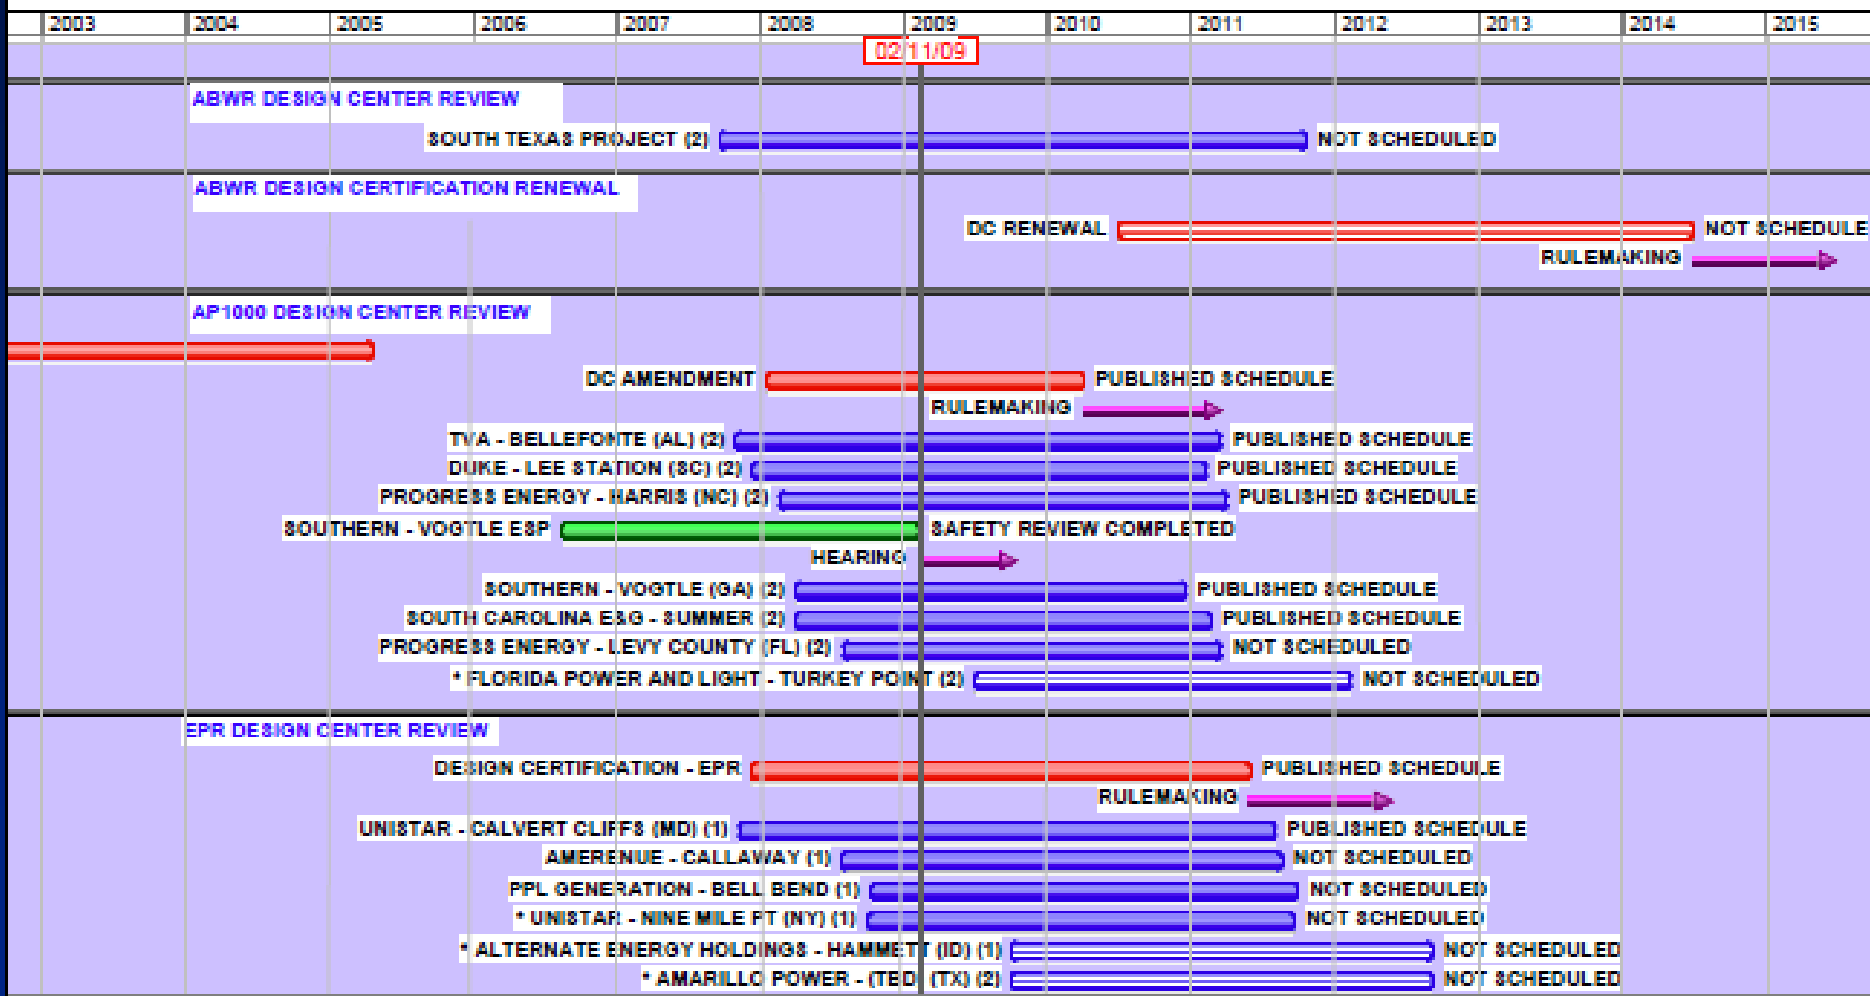 2003 2004 2005 2006 2007 2008 2009 2010 2011 2012 2013 2014 2015
02/11/09
ABWR DESIGN CENTER REVIEW
SOUTH TEXAS PROJECT (2) NOT SCHEDULED
ABWR DESIGN CERTIFICATION RENEWAL
DC RENEWAL NOT SCHEDULE
RULEMAKING
AP1000 DESIGN CENTER REVIEW
DC AMENDMENT PUBLISHED SCHEDULE
RULEMAKING
TVA - BELLEFONTE (AL) (2) PUBLISHED SCHEDULE
DUKE - LEE STATION (SC) (2) PUBLISHED SCHEDULE
PROGRESS ENERGY - HARRIS (NC) (2) PUBLISHED SCHEDULE
SOUTHERN - VOGTLE ESP SAFETY REVIEW COMPLETED
HEARING
SOUTHERN - VOGTLE (GA) (2) PUBLISHED SCHEDULE
SOUTH CAROLINA E&G - SUMMER (2) PUBLISHED SCHEDULE
PROGRESS ENERGY - LEVY COUNTY (FL) (2) NOT SCHEDULED
* FLORIDA POWER AND LIGHT - TURKEY POINT (2) NOT SCHEDULED
EPR DESIGN CENTER REVIEW
DESIGN CERTIFICATION - EPR PUBLISHED SCHEDULE
RULEMAKING
UNISTAR - CALVERT CLIFFS (MD) (1) PUBLISHED SCHEDULE
AMERENUE - CALLAWAY (1) NOT SCHEDULED
PPL GENERATION - BELL BEND (1) NOT SCHEDULED
* UNISTAR - NINE MILE PT (NY) (1) NOT SCHEDULED
* ALTERNATE ENERGY HOLDINGS - HAMMETT (ID) (1) NOT SCHEDULED
* AMARILLO POWER - (TBD) (TX) (2) NOT SCHEDULED